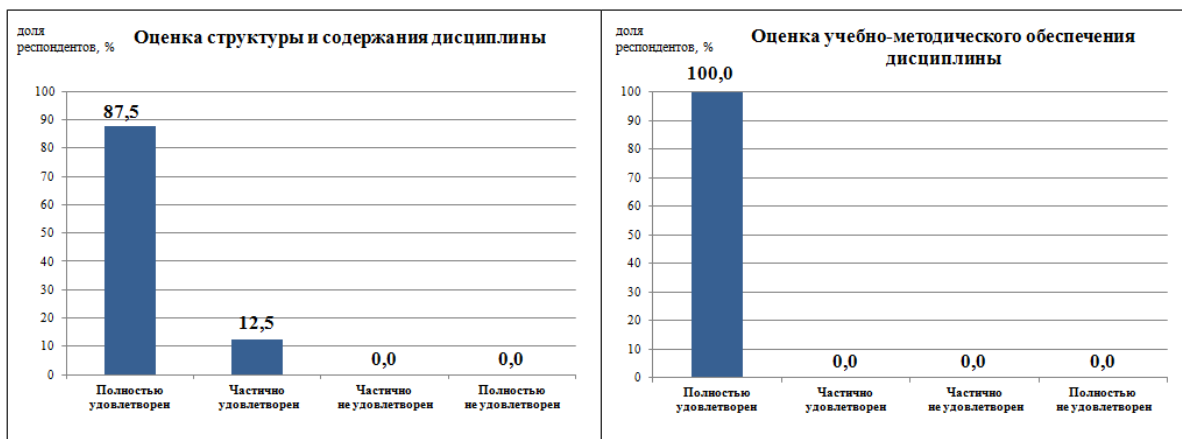 доля
респондентов, %
Оценка структуры и содержания дисциплины
87,5
100
90
80
70
60
50
40
30
20
10
0
12,5
0,0
0,0
Полностью
удовлетворен
Частично
удовлетворен
Частично
не удовлетворен
Полностью
не удовлетворен
доля
респондентов, %
Оценка учебно-методического обеспечения
дисциплины
100,0
100
90
80
70
60
50
40
30
20
10
0
0,0
0,0
0,0
Полностью
удовлетворен
Частично
удовлетворен
Частично
не удовлетворен
Полностью
не удовлетворен